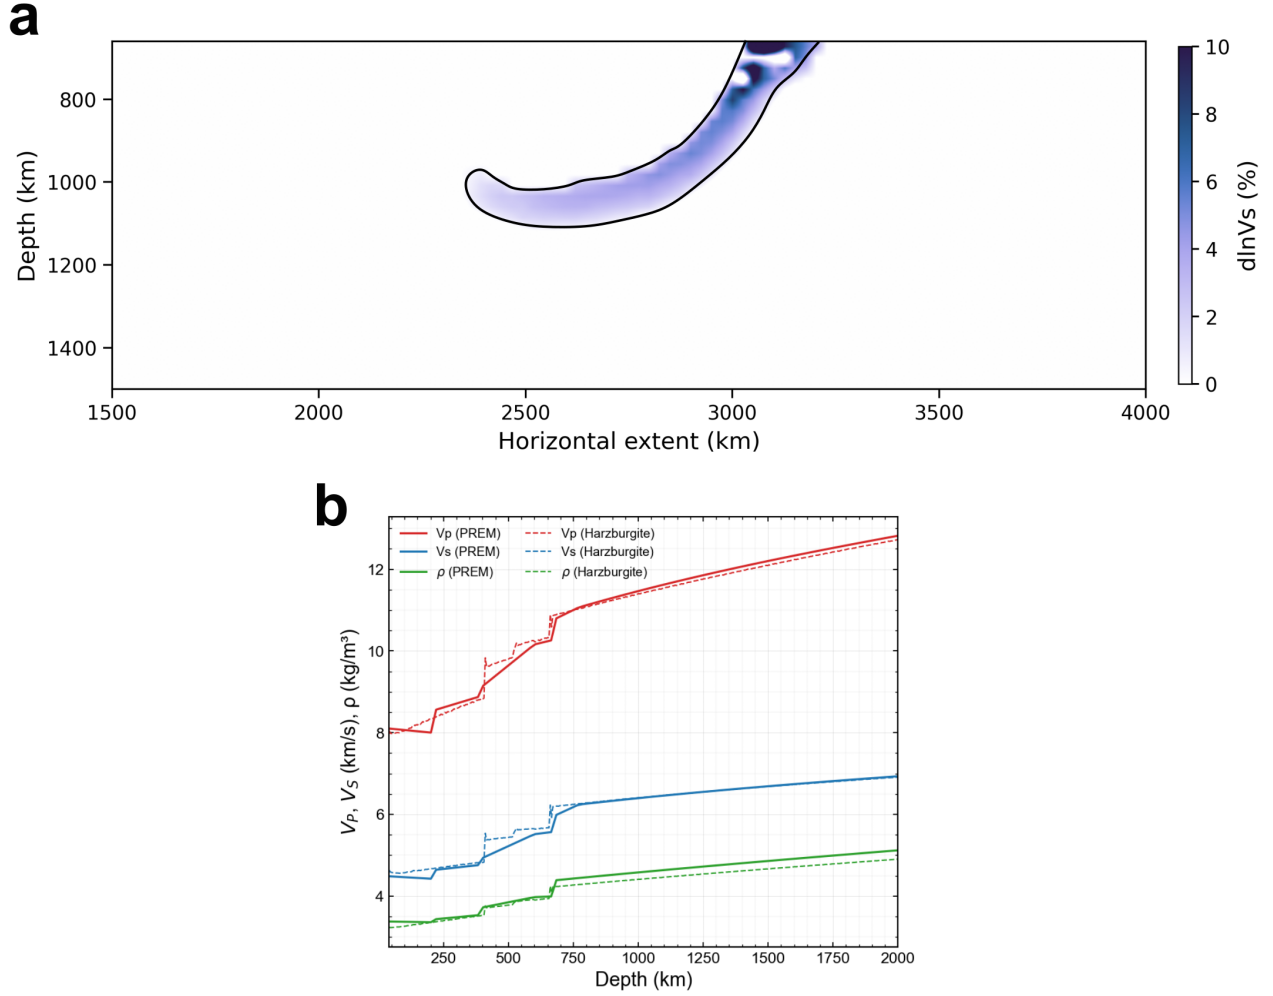 a
800
1000
1200
1400
Depth (km)
1500 2000 2500 3000 3500 4000
Horizontal extent (km)
10
8
6
4
2
0
dlnVs (%)
b
Vp (PREM) Vp (Harzburgite)
Vs (PREM) Vs (Harzburgite)
ρ (PREM) ρ (Harzburgite)
12
10
8
6
4
V_P, V_S (km/s), ρ (kg/m³)
250 500 750 1000 1250 1500 1750 2000
Depth (km)